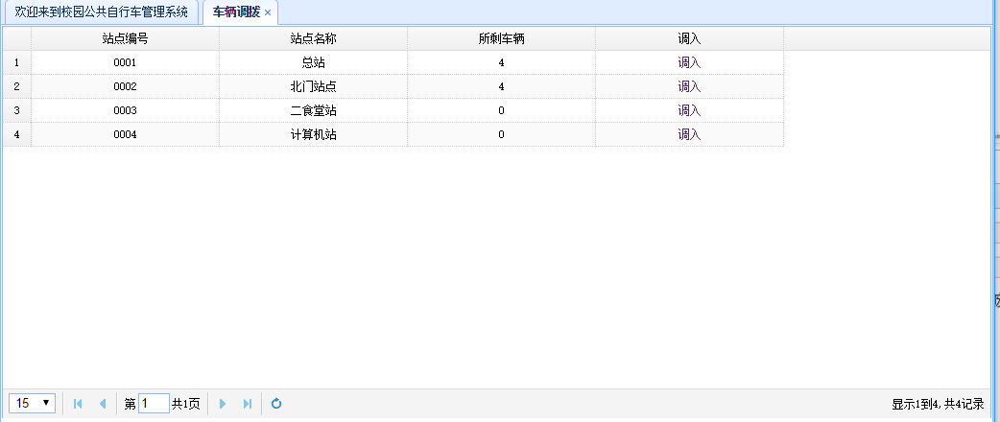 欢迎来到校园公共自行车管理系统 车辆调拨 ×
站点编号 站点名称 所剩车辆 调入
1 0001 总站 4 调入
2 0002 北门站点 4 调入
3 0003 二食堂站 0 调入
4 0004 计算机站 0 调入
15 第 1 共1页 显示1到4,共4记录